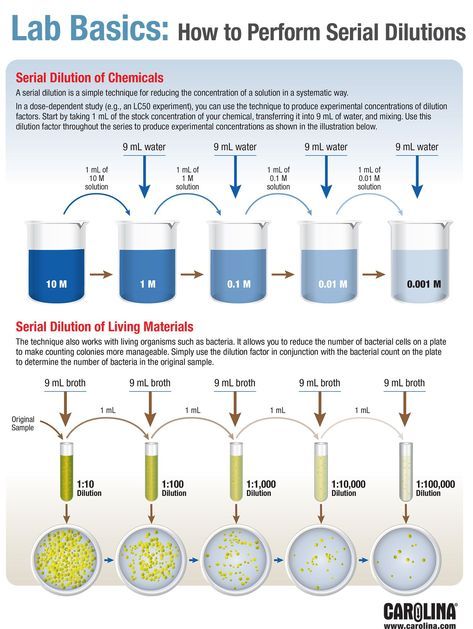 Lab Basics: How to Perform Serial Dilutions
Serial Dilution of Chemicals
A serial dilution is a simple technique for reducing the concentration of a solution in a systematic way.
In a dose-dependent study (e.g., an LC50 experiment), you can use the technique to produce experimental concentrations of dilution
factors. Start by taking 1 mL of the stock concentration of your chemical, transferring it into 9 mL of water, and mixing. Use this
dilution factor throughout the series to produce experimental concentrations as shown in the illustration below.
9 mL water 9 mL water 9 mL water 9 mL water
1 mL of
10 M
solution
1 mL of
1 M
solution
1 mL of
0.1 M
solution
1 mL of
0.01 M
solution
10 M 1 M 0.1 M 0.01 M 0.001 M
Serial Dilution of Living Materials
The technique also works with living organisms such as bacteria. It allows you to reduce the number of bacterial cells on a plate
to make counting colonies more manageable. Simply use the dilution factor in conjunction with the bacterial count on the plate
to determine the number of bacteria in the original sample.
9 mL broth 9 mL broth 9 mL broth 9 mL broth 9 mL broth
Original
Sample
1 mL 1 mL 1 mL 1 mL
1:10
Dilution
1:100
Dilution
1:1,000
Dilution
1:10,000
Dilution
1:100,000
Dilution
CAROLINA®
www.carolina.com